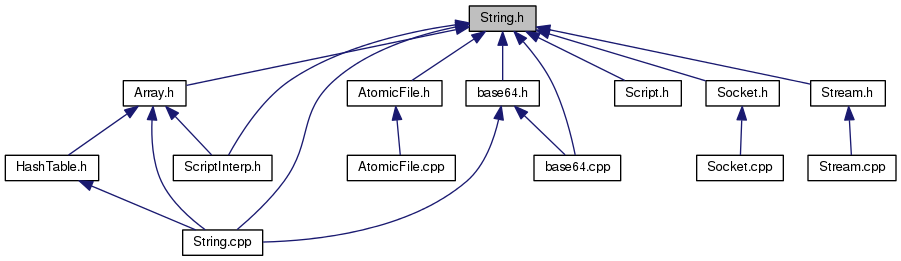 String.h
Array.h
AtomicFile.h
base64.h
Script.h
Socket.h
Stream.h
HashTable.h
ScriptInterp.h
AtomicFile.cpp
base64.cpp
Socket.cpp
Stream.cpp
String.cpp